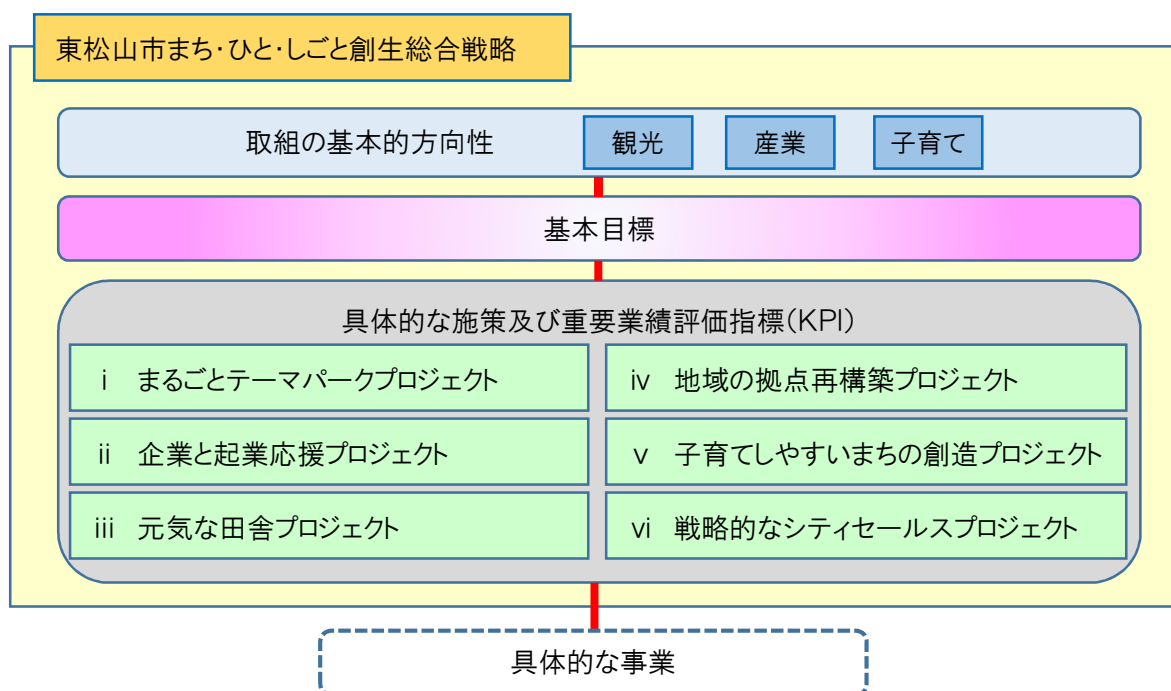 東松山市まち・ひと・しごと創生総合戦略
取組の基本的方向性 観光 産業 子育て
基本目標
具体的な施策及び重要業績評価指標(KPI)
ⅰ まるごとテーマパークプロジェクト
ⅱ 企業と起業応援プロジェクト
ⅲ 元気な田舎プロジェクト
ⅳ 地域の拠点再構築プロジェクト
ⅴ 子育てしやすいまちの創造プロジェクト
ⅵ 戦略的なシティセールスプロジェクト
具体的な事業